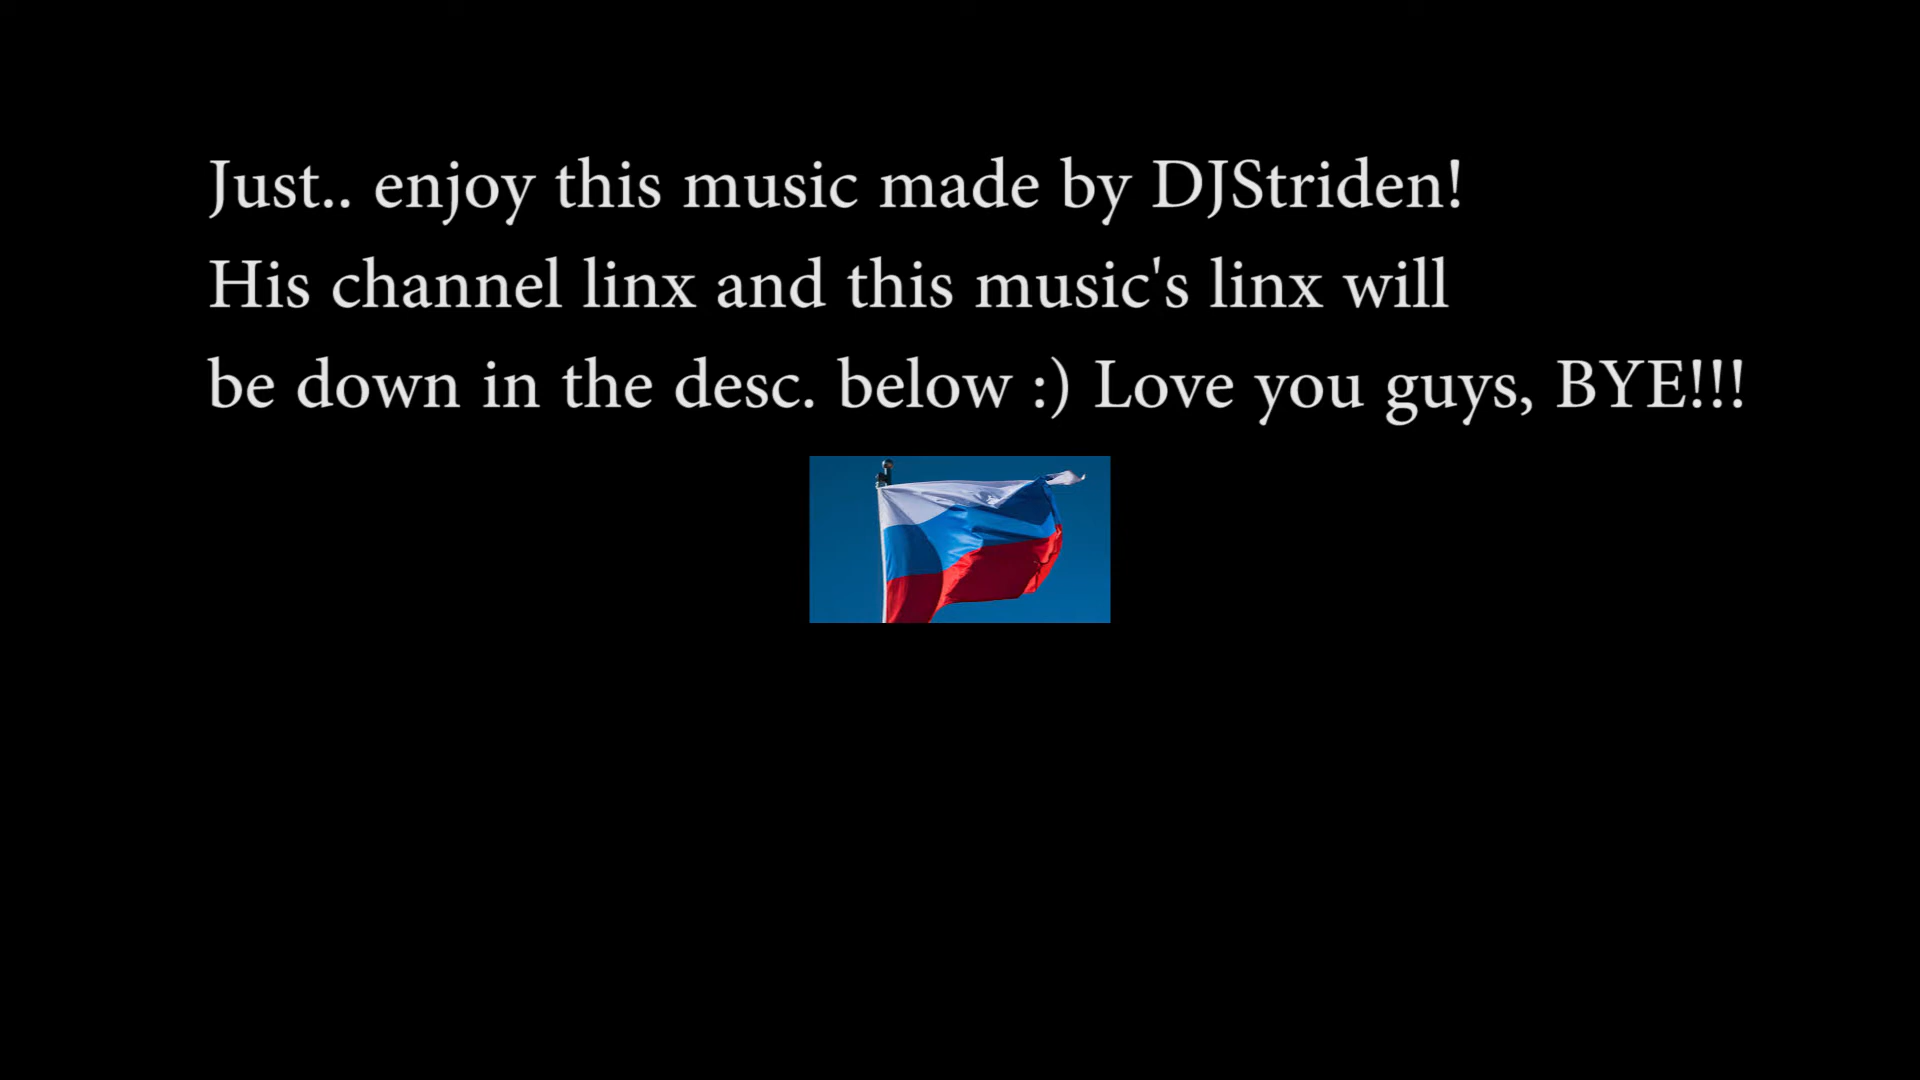 Just.. enjoy this music made by DJStriden!
His channel linx and this music's linx will
be down in the desc. below :) Love you guys, BYE!!!